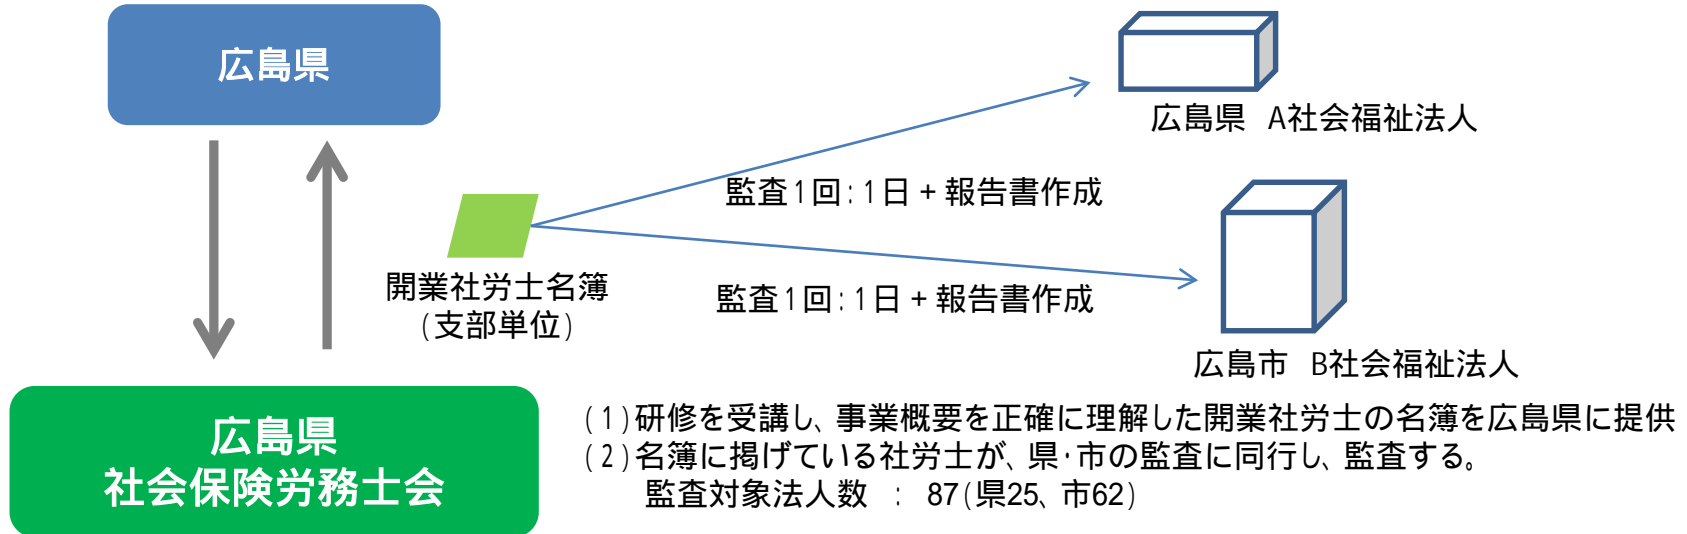 広島県
広島県 A社会福祉法人
監査1回:1日+報告書作成
開業社労士名簿
(支部単位)
監査1回:1日+報告書作成
広島市 B社会福祉法人
広島県
社会保険労務士会
(1)研修を受講し、事業概要を正確に理解した開業社労士の名簿を広島県に提供
(2)名簿に掲げている社労士が、県・市の監査に同行し、監査する。
監査対象法人数 : 87(県25、市62)